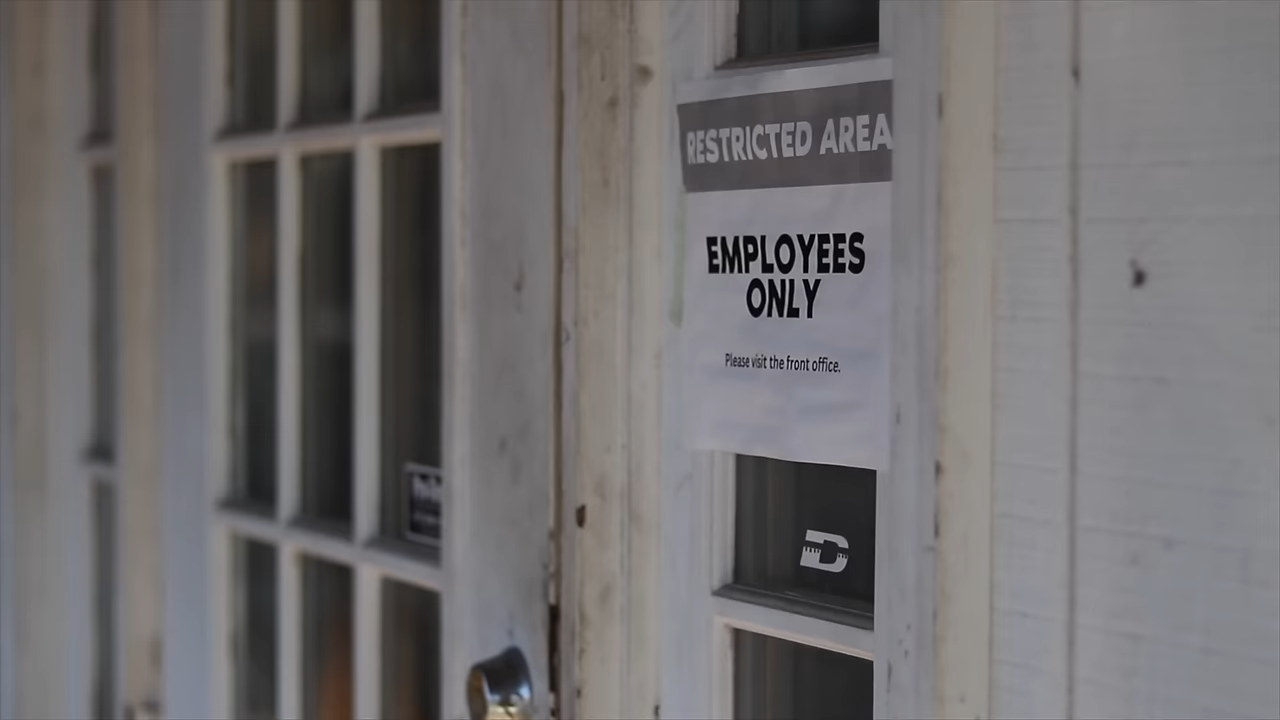 RESTRICTED AREA
EMPLOYEES
ONLY
Please visit the front office.
D